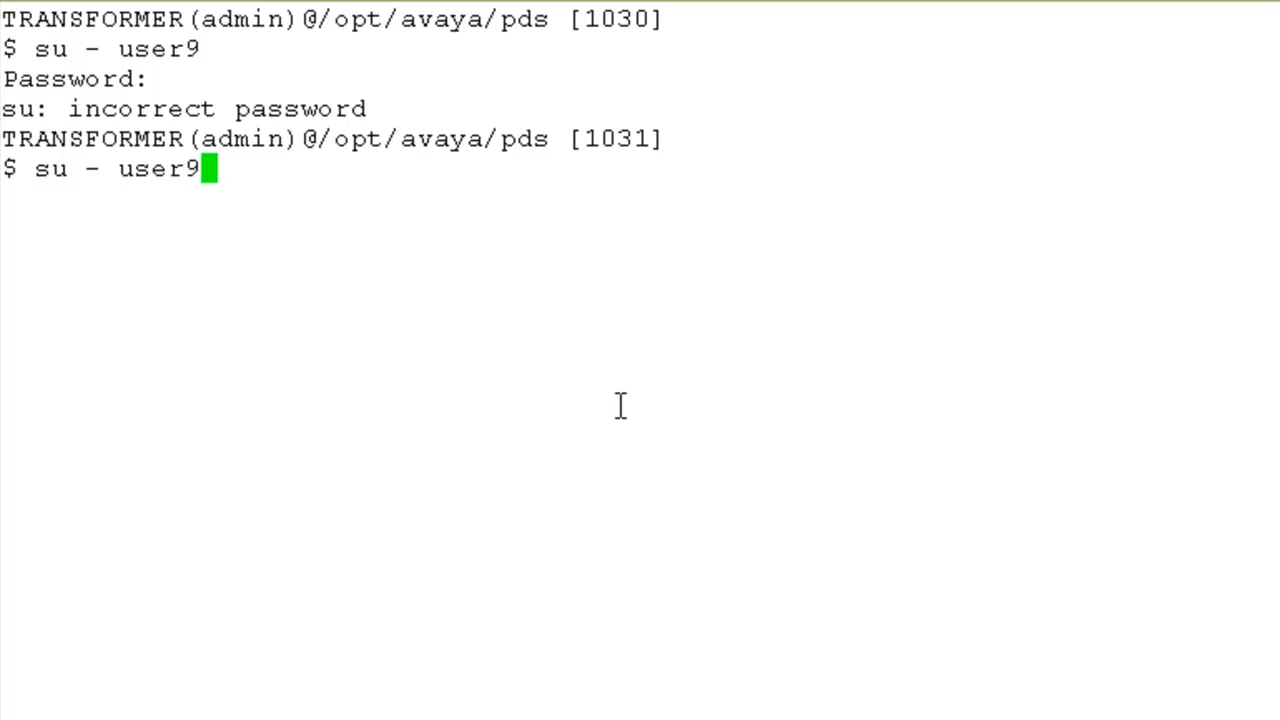 TRANSFORMER(admin)@/opt/avaya/pds [1030]
$ su - user9
Password:
su: incorrect password
TRANSFORMER(admin)@/opt/avaya/pds [1031]
$ su - user9